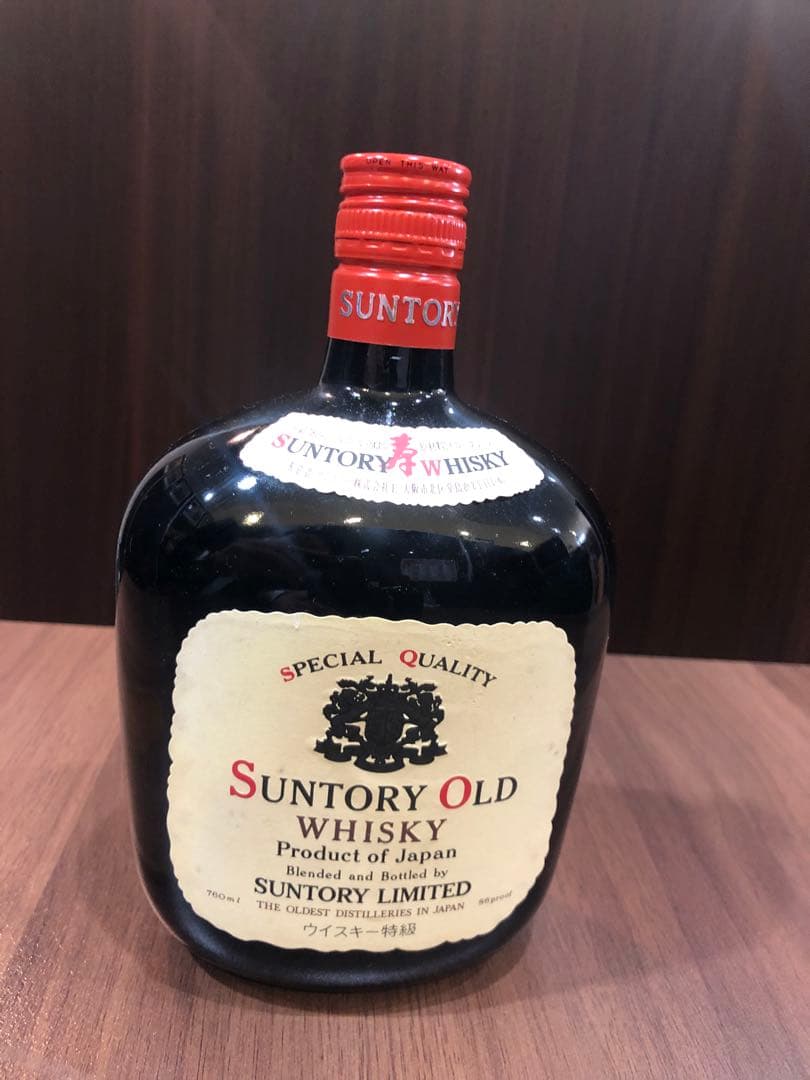 OPEN THIS WAY
SUNTORY
SUNTORY 寿 WHISKY
SPECIAL QUALITY
SUNTORY OLD
WHISKY
Product of Japan
Blended and Bottled by
760ml SUNTORY LIMITED 86proof
THE OLDEST DISTILLERIES IN JAPAN
ウイスキー特級